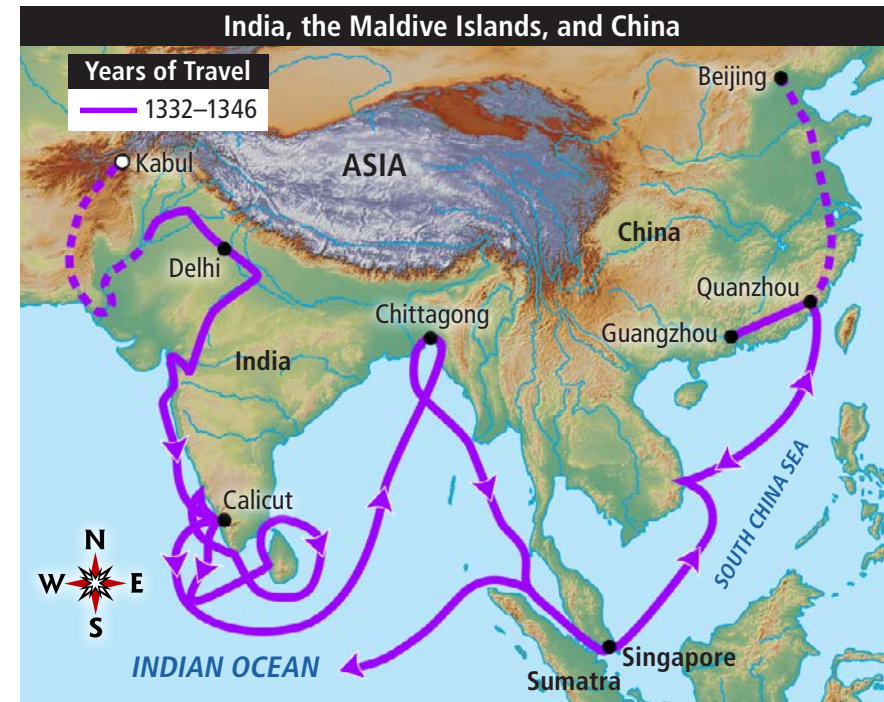 India, the Maldive Islands, and China
Years of Travel
1332–1346
Beijing
Kabul
ASIA
China
Delhi
Quanzhou
Chittagong
Guangzhou
India
Calicut
SOUTH CHINA SEA
N
W
E
S
INDIAN OCEAN
Singapore
Sumatra